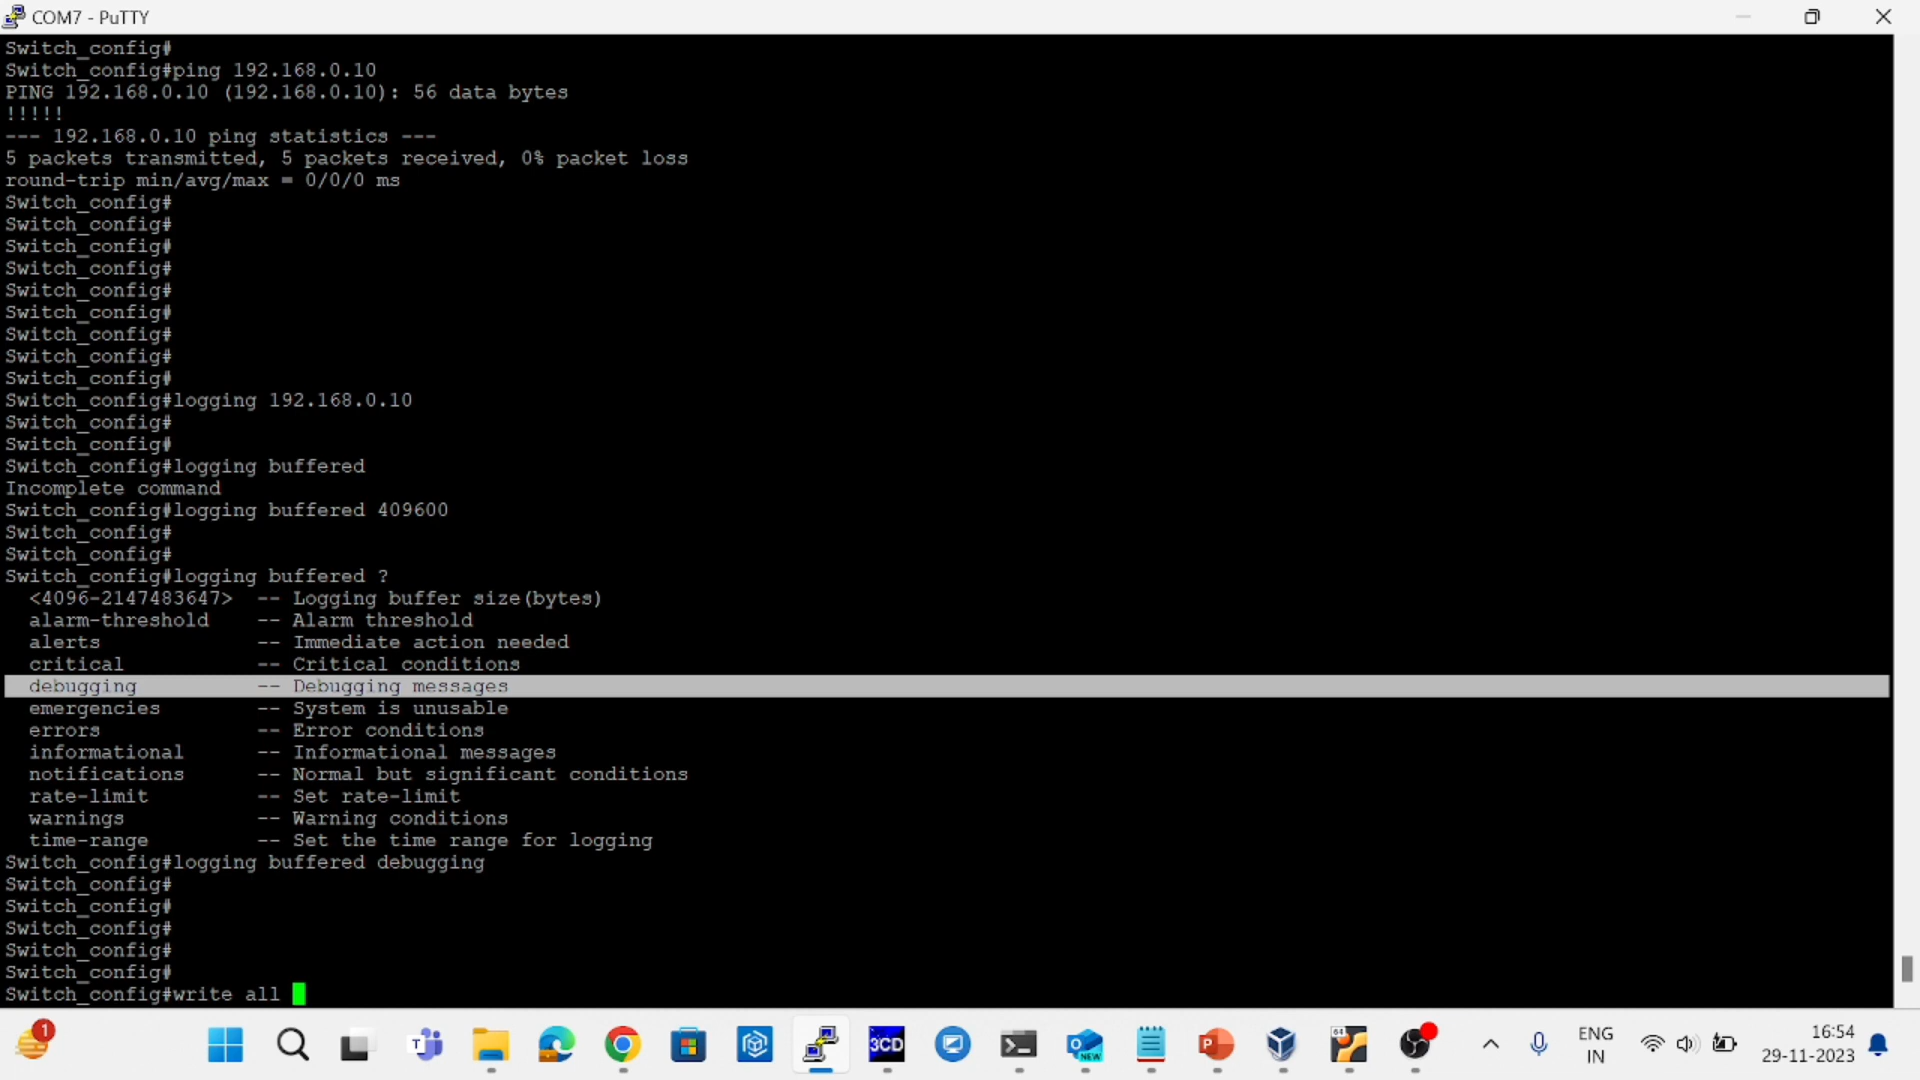 COM7 - PuTTY
Switch_config#
Switch_config#ping 192.168.0.10
PING 192.168.0.10 (192.168.0.10): 56 data bytes
!!!!!
--- 192.168.0.10 ping statistics ---
5 packets transmitted, 5 packets received, 0% packet loss
round-trip min/avg/max = 0/0/0 ms
Switch_config#
Switch_config#
Switch_config#
Switch_config#
Switch_config#
Switch_config#
Switch_config#
Switch_config#
Switch_config#
Switch_config#logging 192.168.0.10
Switch_config#
Switch_config#
Switch_config#logging buffered
Incomplete command
Switch_config#logging buffered 409600
Switch_config#
Switch_config#
Switch_config#logging buffered ?
<4096-2147483647> -- Logging buffer size(bytes)
alarm-threshold -- Alarm threshold
alerts -- Immediate action needed
critical -- Critical conditions
debugging -- Debugging messages
emergencies -- System is unusable
errors -- Error conditions
informational -- Informational messages
notifications -- Normal but significant conditions
rate-limit -- Set rate-limit
warnings -- Warning conditions
time-range -- Set the time range for logging
Switch_config#logging buffered debugging
Switch_config#
Switch_config#
Switch_config#
Switch_config#
Switch_config#
Switch_config#write all
1
T
3CD
O
NEW
P
64
ENG
IN
16:54
29-11-2023